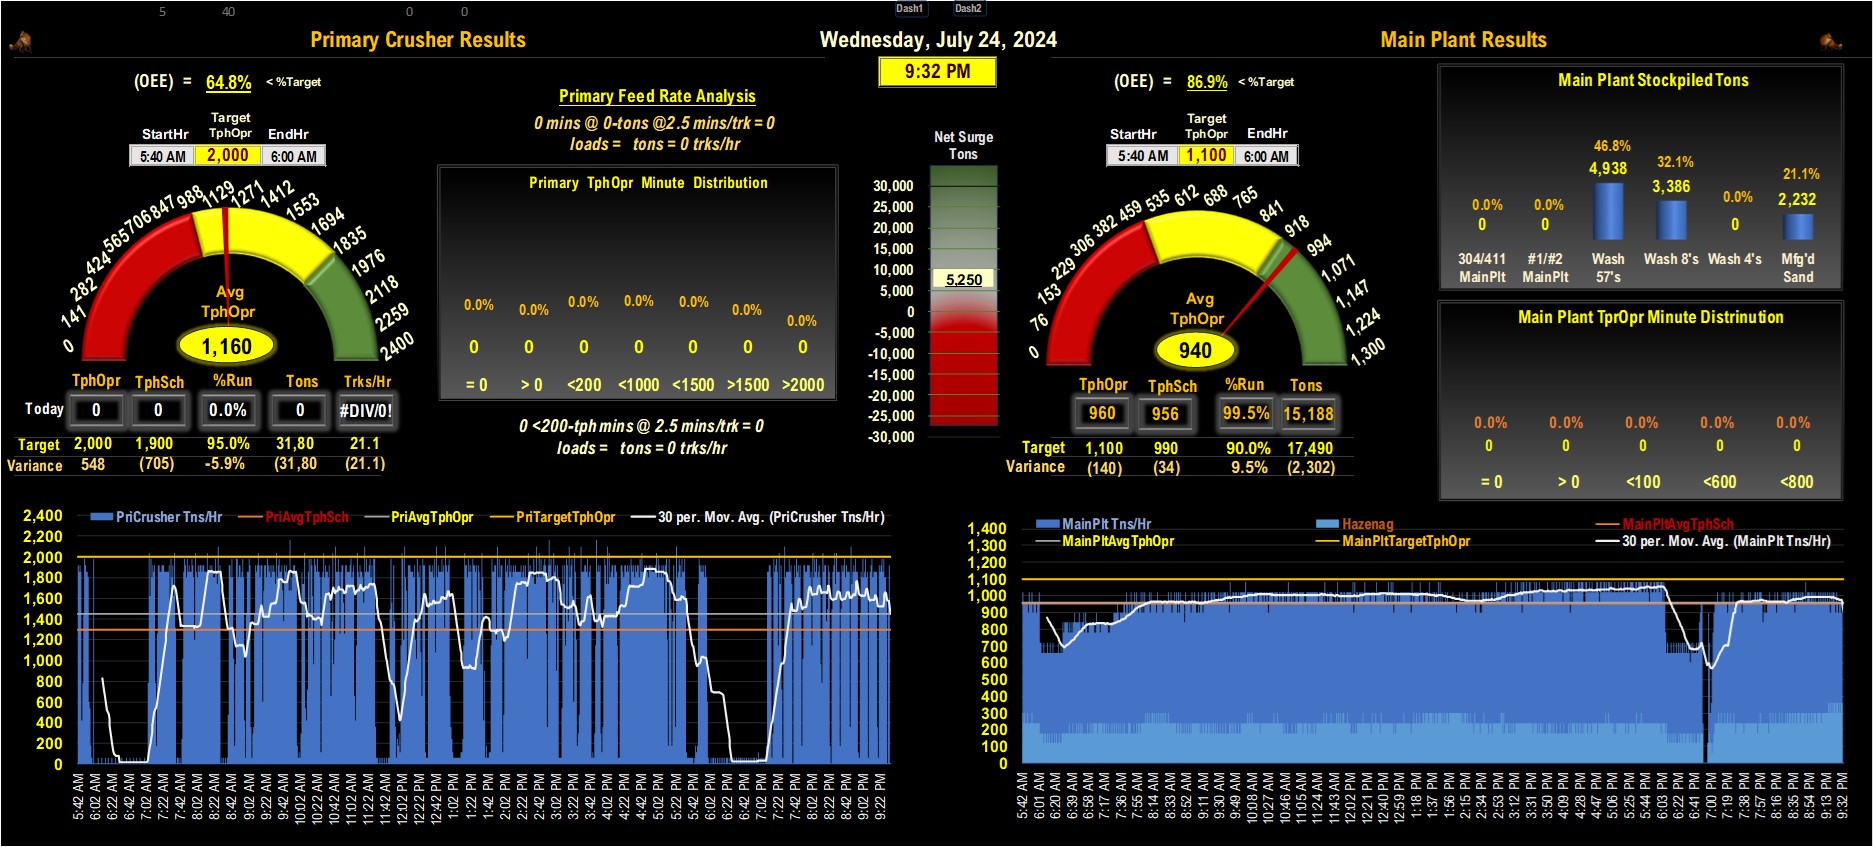 5 40 0 0 Dash1 Dash2
Primary Crusher Results
Wednesday, July 24, 2024
Main Plant Results
9:32 PM
(OEE) = 64.8% < %Target
StartHr Target TphOpr EndHr
5:40 AM 2,000 6:00 AM
0 141 282 424 565 706 847 988 1129 1271 1412 1553 1694 1835 1976 2118 2259 2400
Avg
TphOpr
1,160
TphOpr TphSch %Run Tons Trks/Hr
Today 0 0 0.0% 0 #DIV/0!
Target 2,000 1,900 95.0% 31,80 21.1
Variance 548 (705) -5.9% (31,80 (21.1)
Primary Feed Rate Analysis
0 mins @ 0-tons @2.5 mins/trk = 0
loads = tons = 0 trks/hr
Primary TphOpr Minute Distribution
0.0% 0.0% 0.0% 0.0% 0.0% 0.0% 0.0%
0 0 0 0 0 0 0
= 0 > 0 <200 <1000 <1500 >1500 >2000
0 <200-tph mins @ 2.5 mins/trk = 0
loads = tons = 0 trks/hr
Net Surge
Tons
30,000
25,000
20,000
15,000
10,000
5,250
5,000
0
-5,000
-10,000
-15,000
-20,000
-25,000
-30,000
(OEE) = 86.9% < %Target
StartHr Target TphOpr EndHr
5:40 AM 1,100 6:00 AM
0 76 153 229 306 382 459 535 612 688 765 841 918 994 1,071 1,147 1,224 1,300
Avg
TphOpr
940
TphOpr TphSch %Run Tons
960 956 99.5% 15,188
Target 1,100 990 90.0% 17,490
Variance (140) (34) 9.5% (2,302)
Main Plant Stockpiled Tons
0.0% 0.0% 46.8% 32.1% 0.0% 21.1%
0 0 4,938 3,386 0 2,232
304/411 #1/#2 Wash Wash 8's Wash 4's Mfg'd
MainPlt MainPlt 57's Sand
Main Plant TprOpr Minute Distrinution
0.0% 0.0% 0.0% 0.0% 0.0%
0 0 0 0 0
= 0 > 0 <100 <600 <800
PriCrusher Tns/Hr PriAvgTphSch PriAvgTphOpr PriTargetTphOpr 30 per. Mov. Avg. (PriCrusher Tns/Hr)
2,400
2,200
2,000
1,800
1,600
1,400
1,200
1,000
800
600
400
200
0
5:42 AM 6:02 AM 6:22 AM 6:42 AM 7:02 AM 7:22 AM 7:42 AM 8:02 AM 8:22 AM 8:42 AM 9:02 AM 9:22 AM 9:42 AM 10:02 AM 10:22 AM 10:42 AM 11:02 AM 11:22 AM 11:42 AM 12:02 PM 12:22 PM 12:42 PM 1:02 PM 1:22 PM 1:42 PM 2:02 PM 2:22 PM 2:42 PM 3:02 PM 3:22 PM 3:42 PM 4:02 PM 4:22 PM 4:42 PM 5:02 PM 5:22 PM 5:42 PM 6:02 PM 6:22 PM 6:42 PM 7:02 PM 7:22 PM 7:42 PM 8:02 PM 8:22 PM 8:42 PM 9:02 PM 9:22 PM
MainPlt Tns/Hr Hazenag MainPltAvgTphSch
MainPltAvgTphOpr MainPltTargetTphOpr 30 per. Mov. Avg. (MainPlt Tns/Hr)
1,400
1,300
1,200
1,100
1,000
900
800
700
600
500
400
300
200
100
0
5:42 AM 6:01 AM 6:20 AM 6:39 AM 6:58 AM 7:17 AM 7:36 AM 7:55 AM 8:14 AM 8:33 AM 8:52 AM 9:11 AM 9:30 AM 9:49 AM 10:08 AM 10:27 AM 10:46 AM 11:05 AM 11:24 AM 11:43 AM 12:02 PM 12:21 PM 12:40 PM 12:59 PM 1:18 PM 1:37 PM 1:56 PM 2:15 PM 2:34 PM 2:53 PM 3:12 PM 3:31 PM 3:50 PM 4:09 PM 4:28 PM 4:47 PM 5:06 PM 5:25 PM 5:44 PM 6:03 PM 6:22 PM 6:41 PM 7:00 PM 7:19 PM 7:38 PM 7:57 PM 8:16 PM 8:35 PM 8:54 PM 9:13 PM 9:32 PM